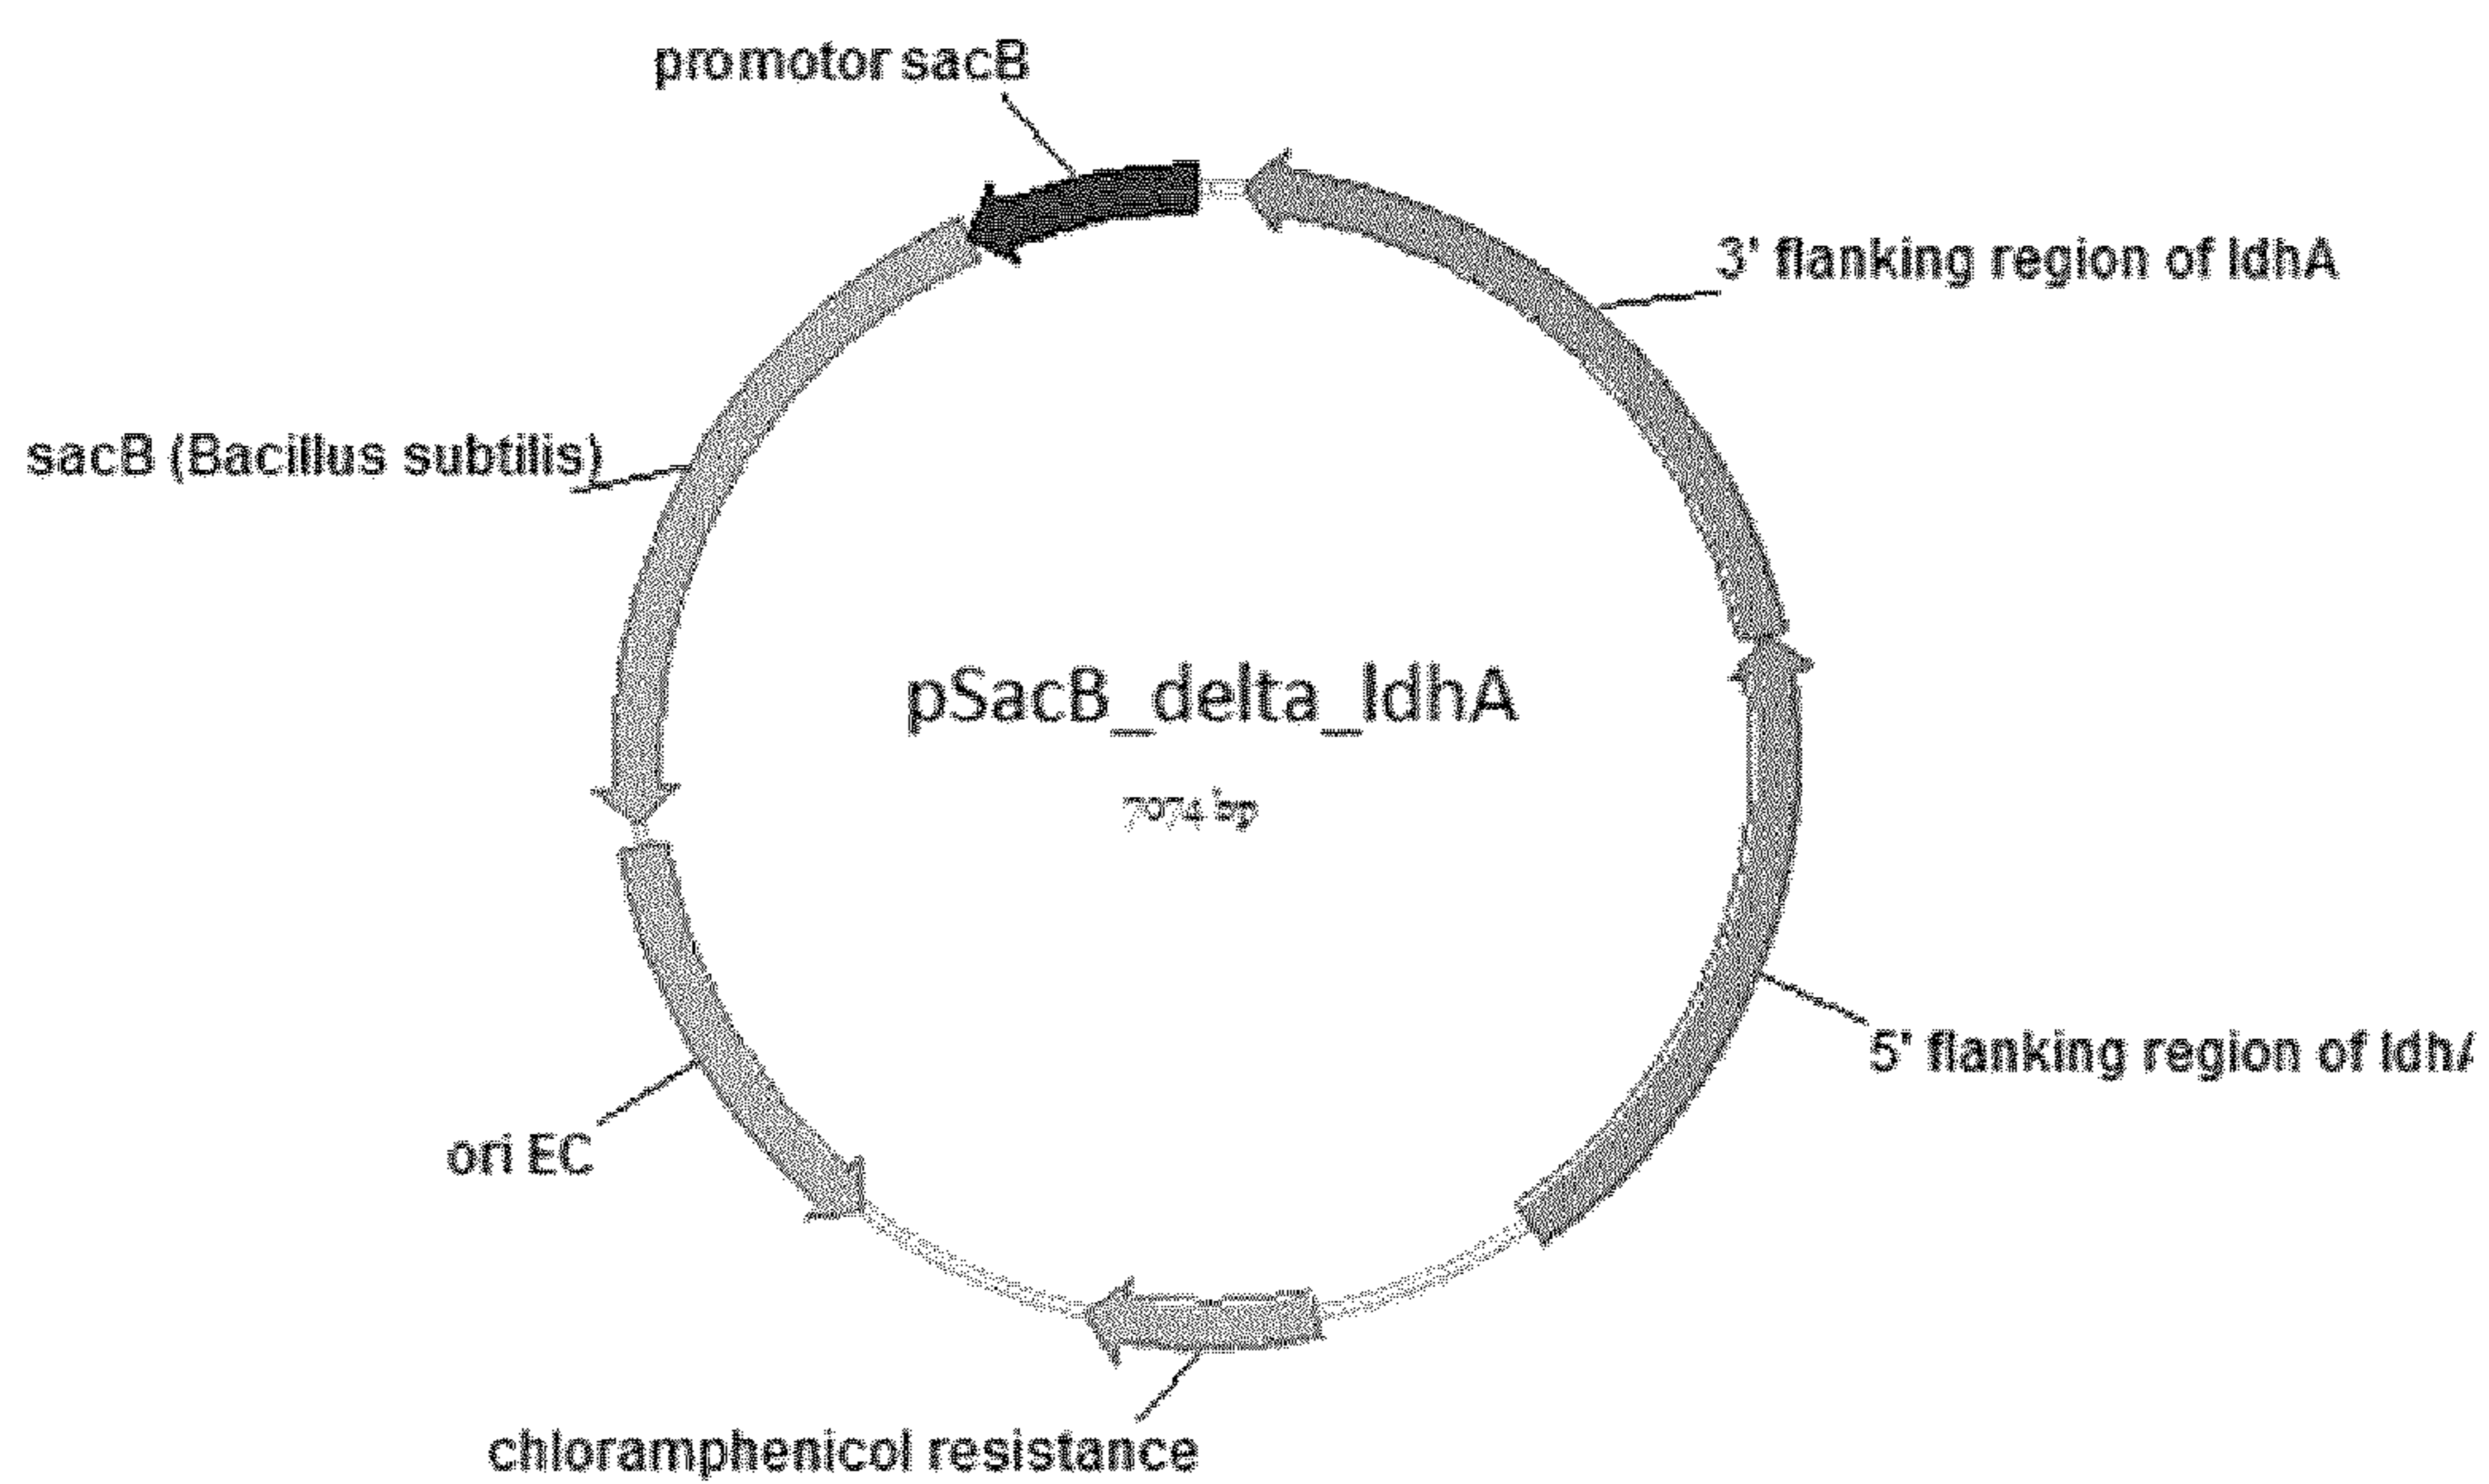 promotor sacB
3' flanking region of ldhA
sacB (Bacillus subtilis)
pSacB_delta_ldhA
7074 bp
5' flanking region of ldh
ori EC
chloramphenicol resistance